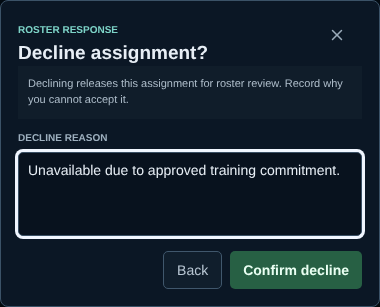 ROSTER RESPONSE
Decline assignment?
Declining releases this assignment for roster review. Record why
you cannot accept it.
DECLINE REASON
Unavailable due to approved training commitment.
Back
Confirm decline